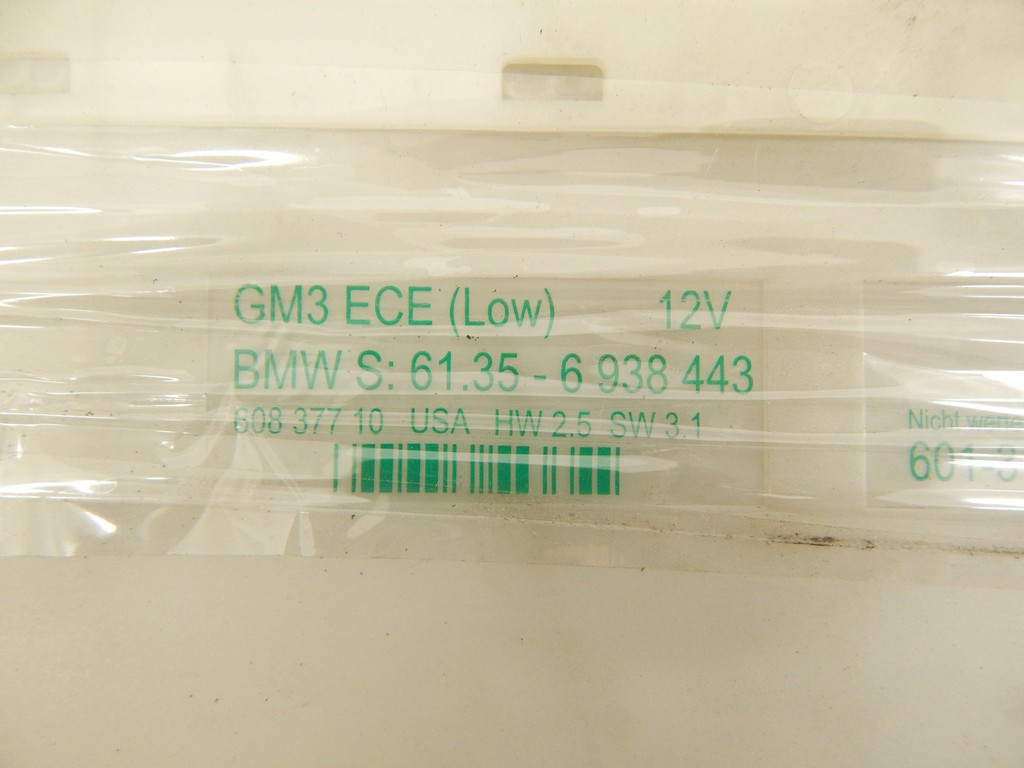 GM3 ECE (Low) 12V
BMW S: 61.35 - 6 938 443
608 377 10 USA HW 2.5 SW 3.1
Nicht
601-3